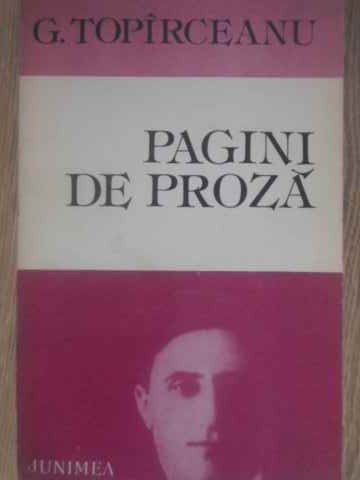 G. TOPÎRCEANU
PAGINI
DE PROZĂ
JUNIMEA